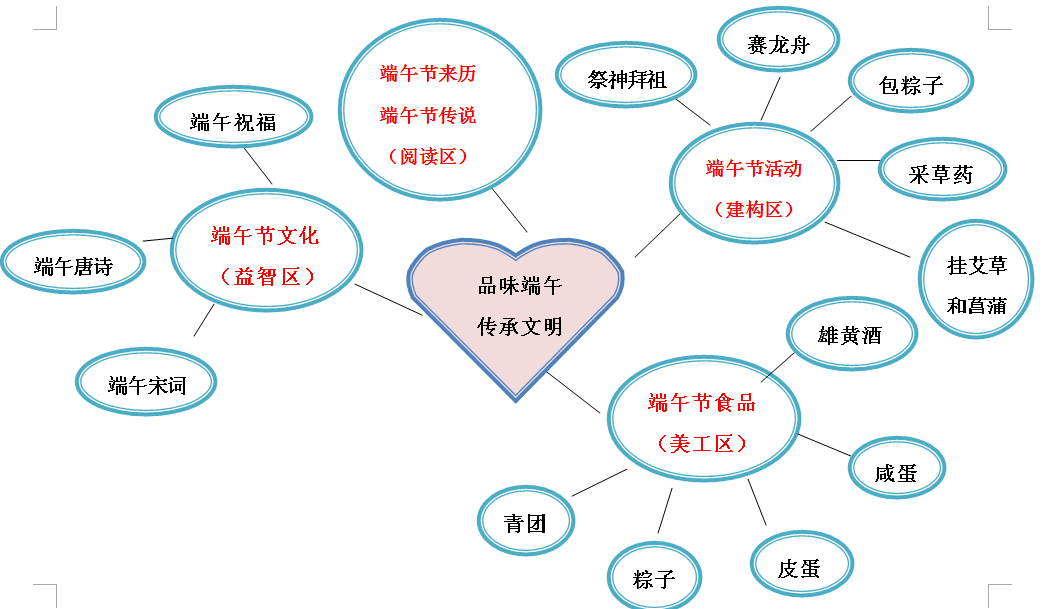 端午节来历
端午节传说
（阅读区）
祭神拜祖
赛龙舟
包粽子
端午祝福
端午节活动
（建构区）
采草药
端午节文化
（益智区）
端午唐诗
品味端午
传承文明
挂艾草
和菖蒲
雄黄酒
端午宋词
端午节食品
（美工区）
咸蛋
青团
粽子
皮蛋